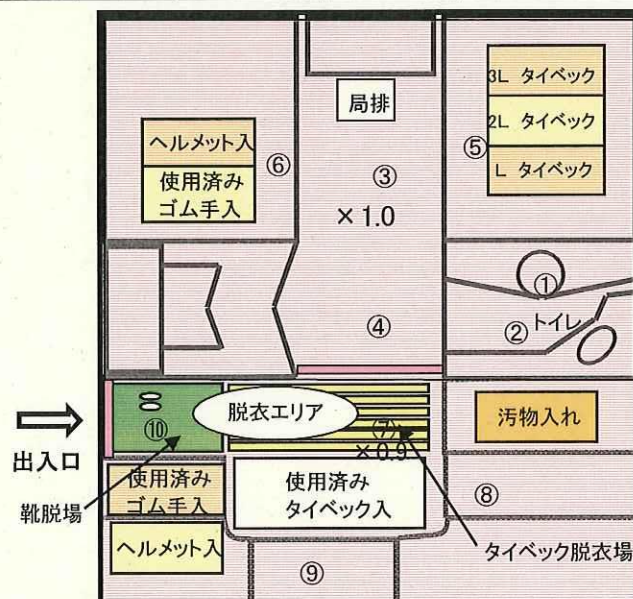 局排
3L タイベック
2L タイベック
L タイベック
⑤
ヘルメット入
使用済み
ゴム手入
⑥
③
×1.0
①
②
トイレ
④
出入口
⑩
脱衣エリア
(7)
×0.9
汚物入れ
靴脱場
使用済み
ゴム手入
ヘルメット入
使用済み
タイベック入
⑧
タイベック脱衣場
⑨